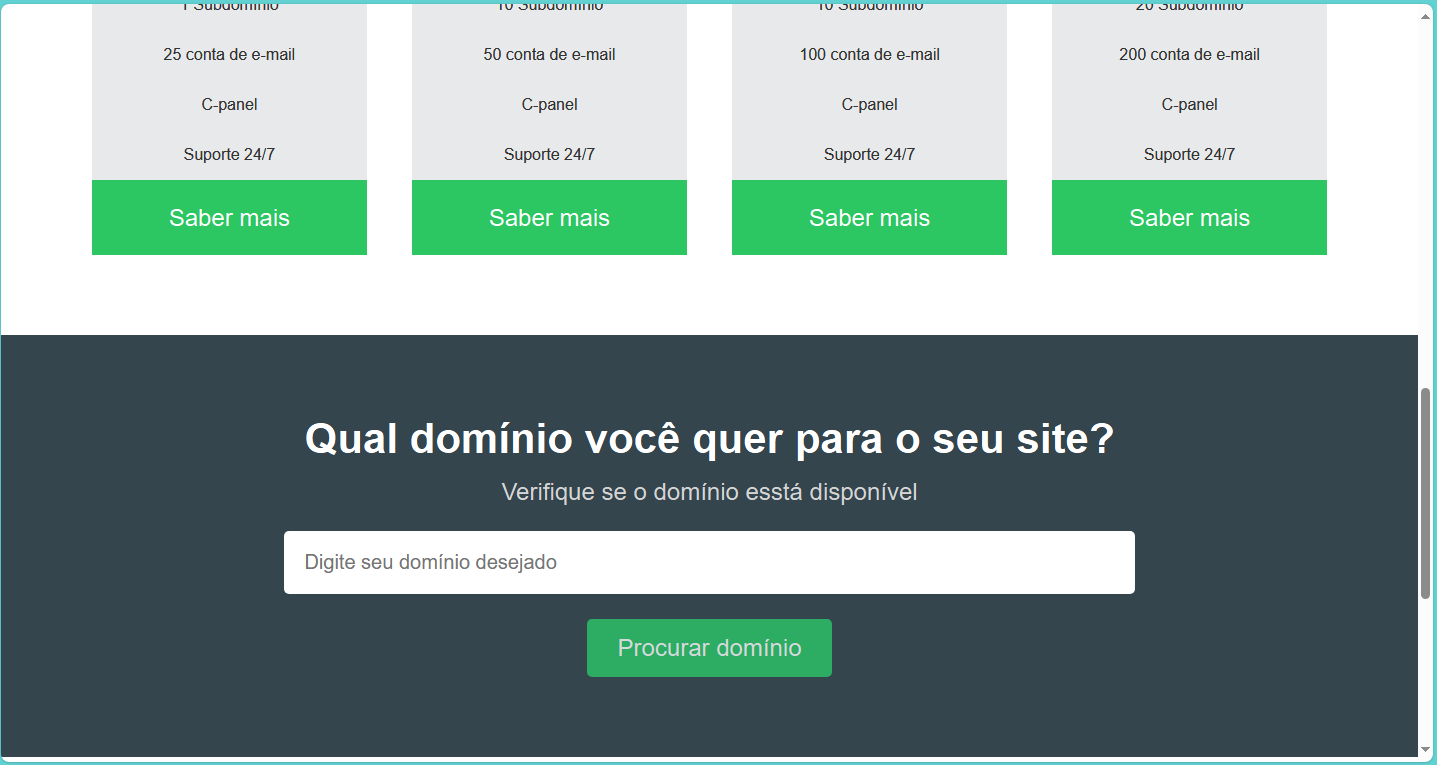 1 Subdomínio 10 Subdomínio 10 Subdomínio 20 Subdomínio
25 conta de e-mail 50 conta de e-mail 100 conta de e-mail 200 conta de e-mail
C-panel C-panel C-panel C-panel
Suporte 24/7 Suporte 24/7 Suporte 24/7 Suporte 24/7
Saber mais Saber mais Saber mais Saber mais
Qual domínio você quer para o seu site?
Verifique se o domínio esstá disponível
Digite seu domínio desejado
Procurar domínio